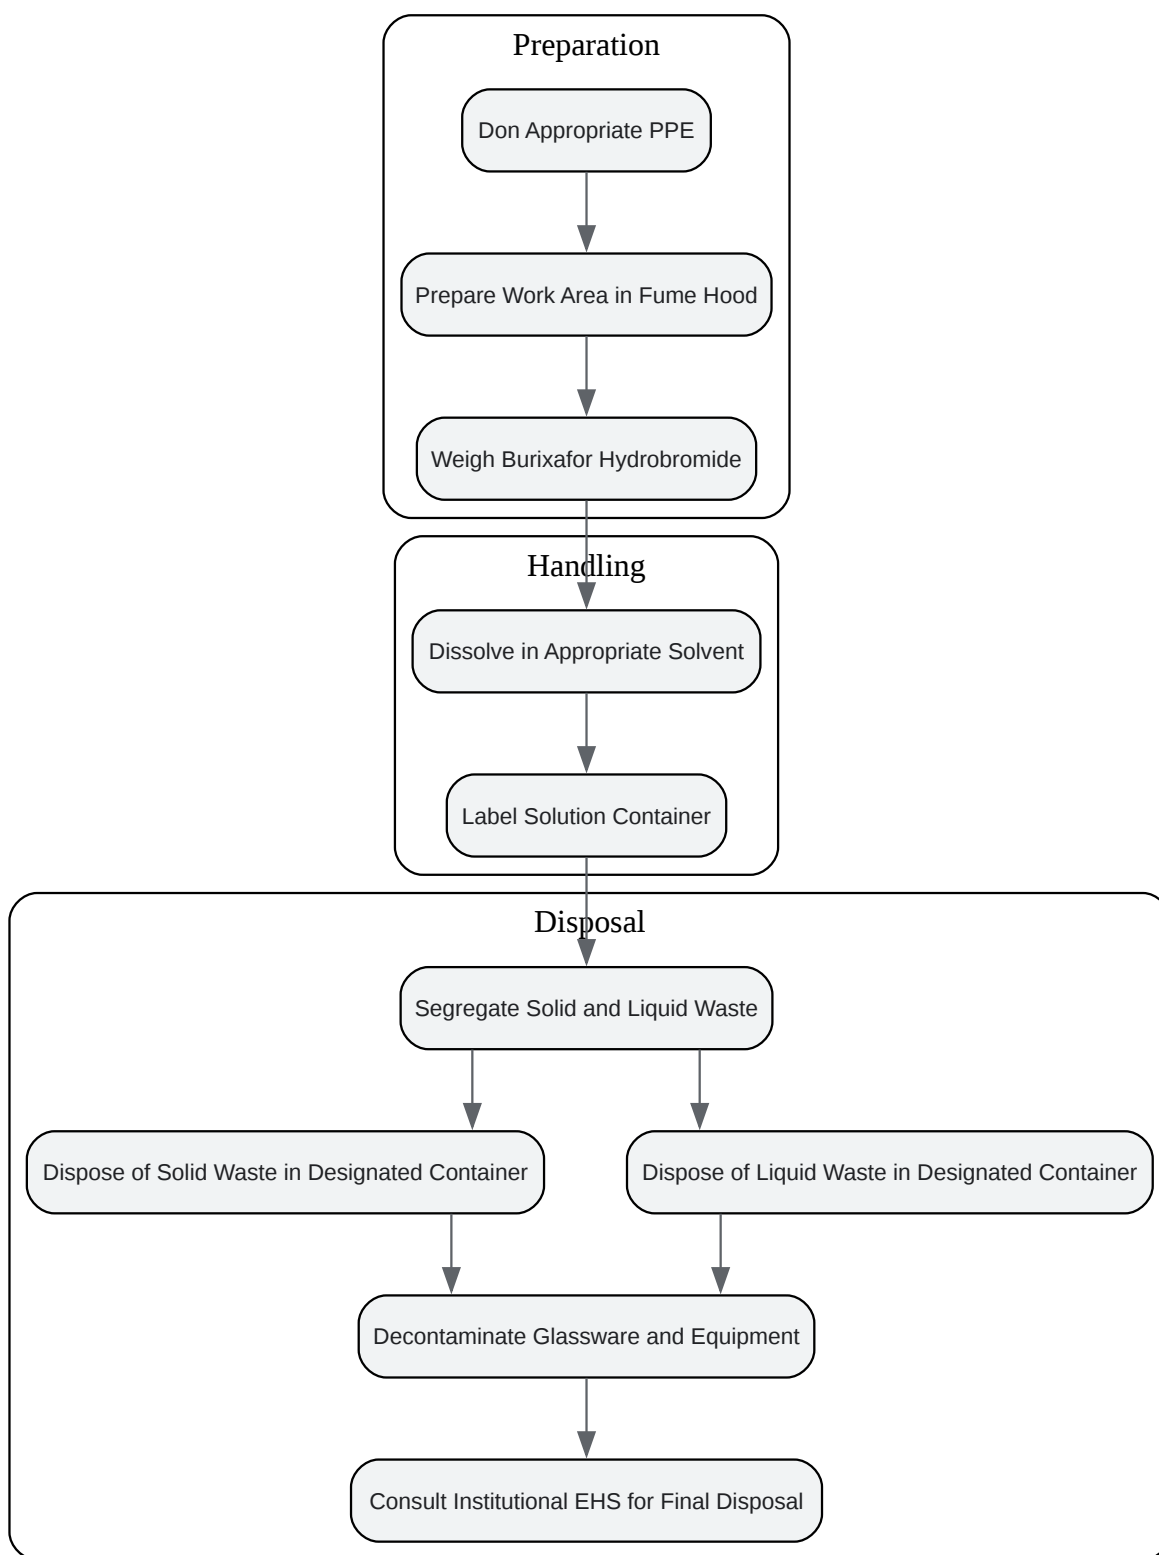 Preparation
Don Appropriate PPE
Prepare Work Area in Fume Hood
Weigh Burixafor Hydrobromide
Handling
Dissolve in Appropriate Solvent
Label Solution Container
Disposal
Segregate Solid and Liquid Waste
Dispose of Solid Waste in Designated Container
Dispose of Liquid Waste in Designated Container
Decontaminate Glassware and Equipment
Consult Institutional EHS for Final Disposal